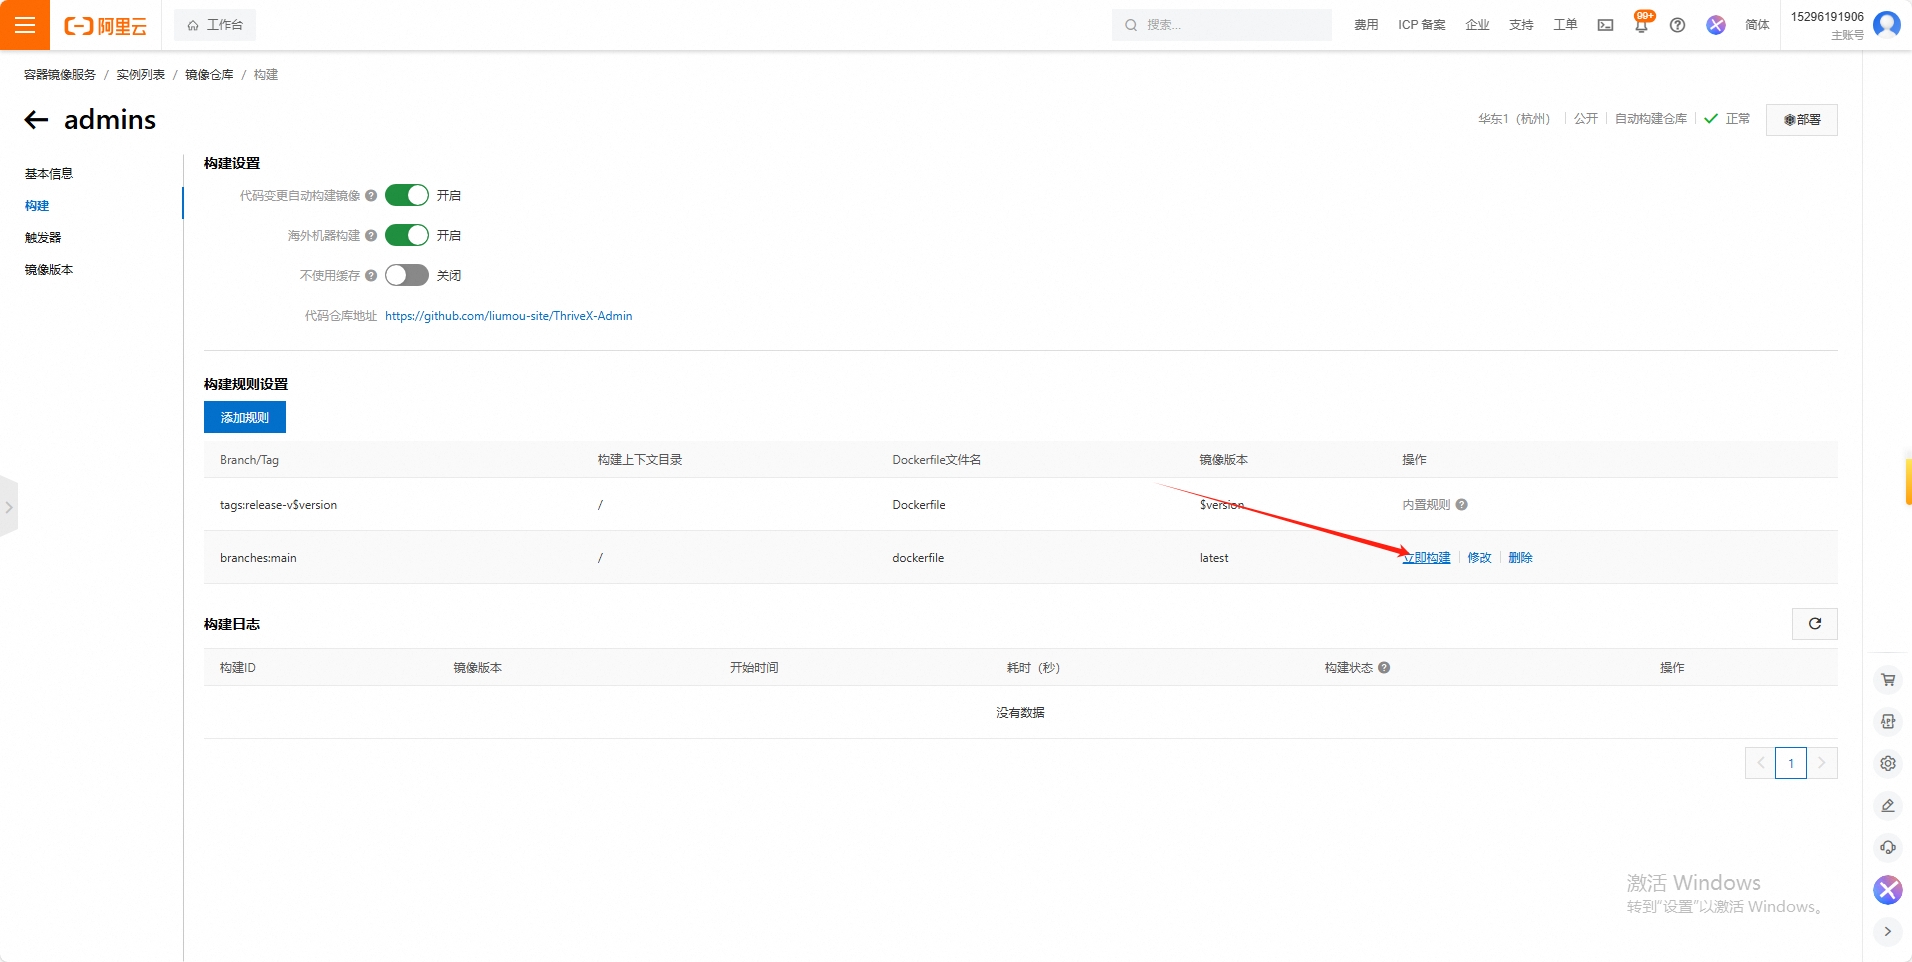 阿里云
工作台
搜索...
费用
ICP 备案
企业
支持
工单
99+
简体
15296191906
主账号
容器镜像服务 / 实例列表 / 镜像仓库 / 构建
admins
华东1（杭州）
公开
自动构建仓库
正常
部署
基本信息
构建
触发器
镜像版本
构建设置
代码变更自动构建镜像 开启
海外机器构建 开启
不使用缓存 关闭
代码仓库地址 https://github.com/liumou-site/ThriveX-Admin
构建规则设置
添加规则
Branch/Tag 构建上下文目录 Dockerfile文件名 镜像版本 操作
tags:release-v$version / Dockerfile $version 内置规则
branches:main / dockerfile latest 立即构建 修改 删除
构建日志
构建ID 镜像版本 开始时间 耗时（秒） 构建状态 操作
没有数据
1
激活 Windows
转到“设置”以激活 Windows。